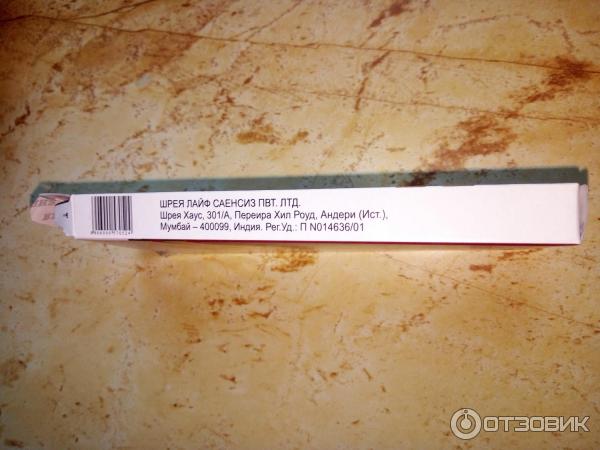 ШРЕЯ ЛАЙФ САЕНСИЗ ПВТ. ЛТД.
Шрея Хаус, 301/А, Переира Хил Роуд, Андери (Ист.),
Мумбай – 400099, Индия. Рег.Уд.: П N014636/01
ОТЗОВИК